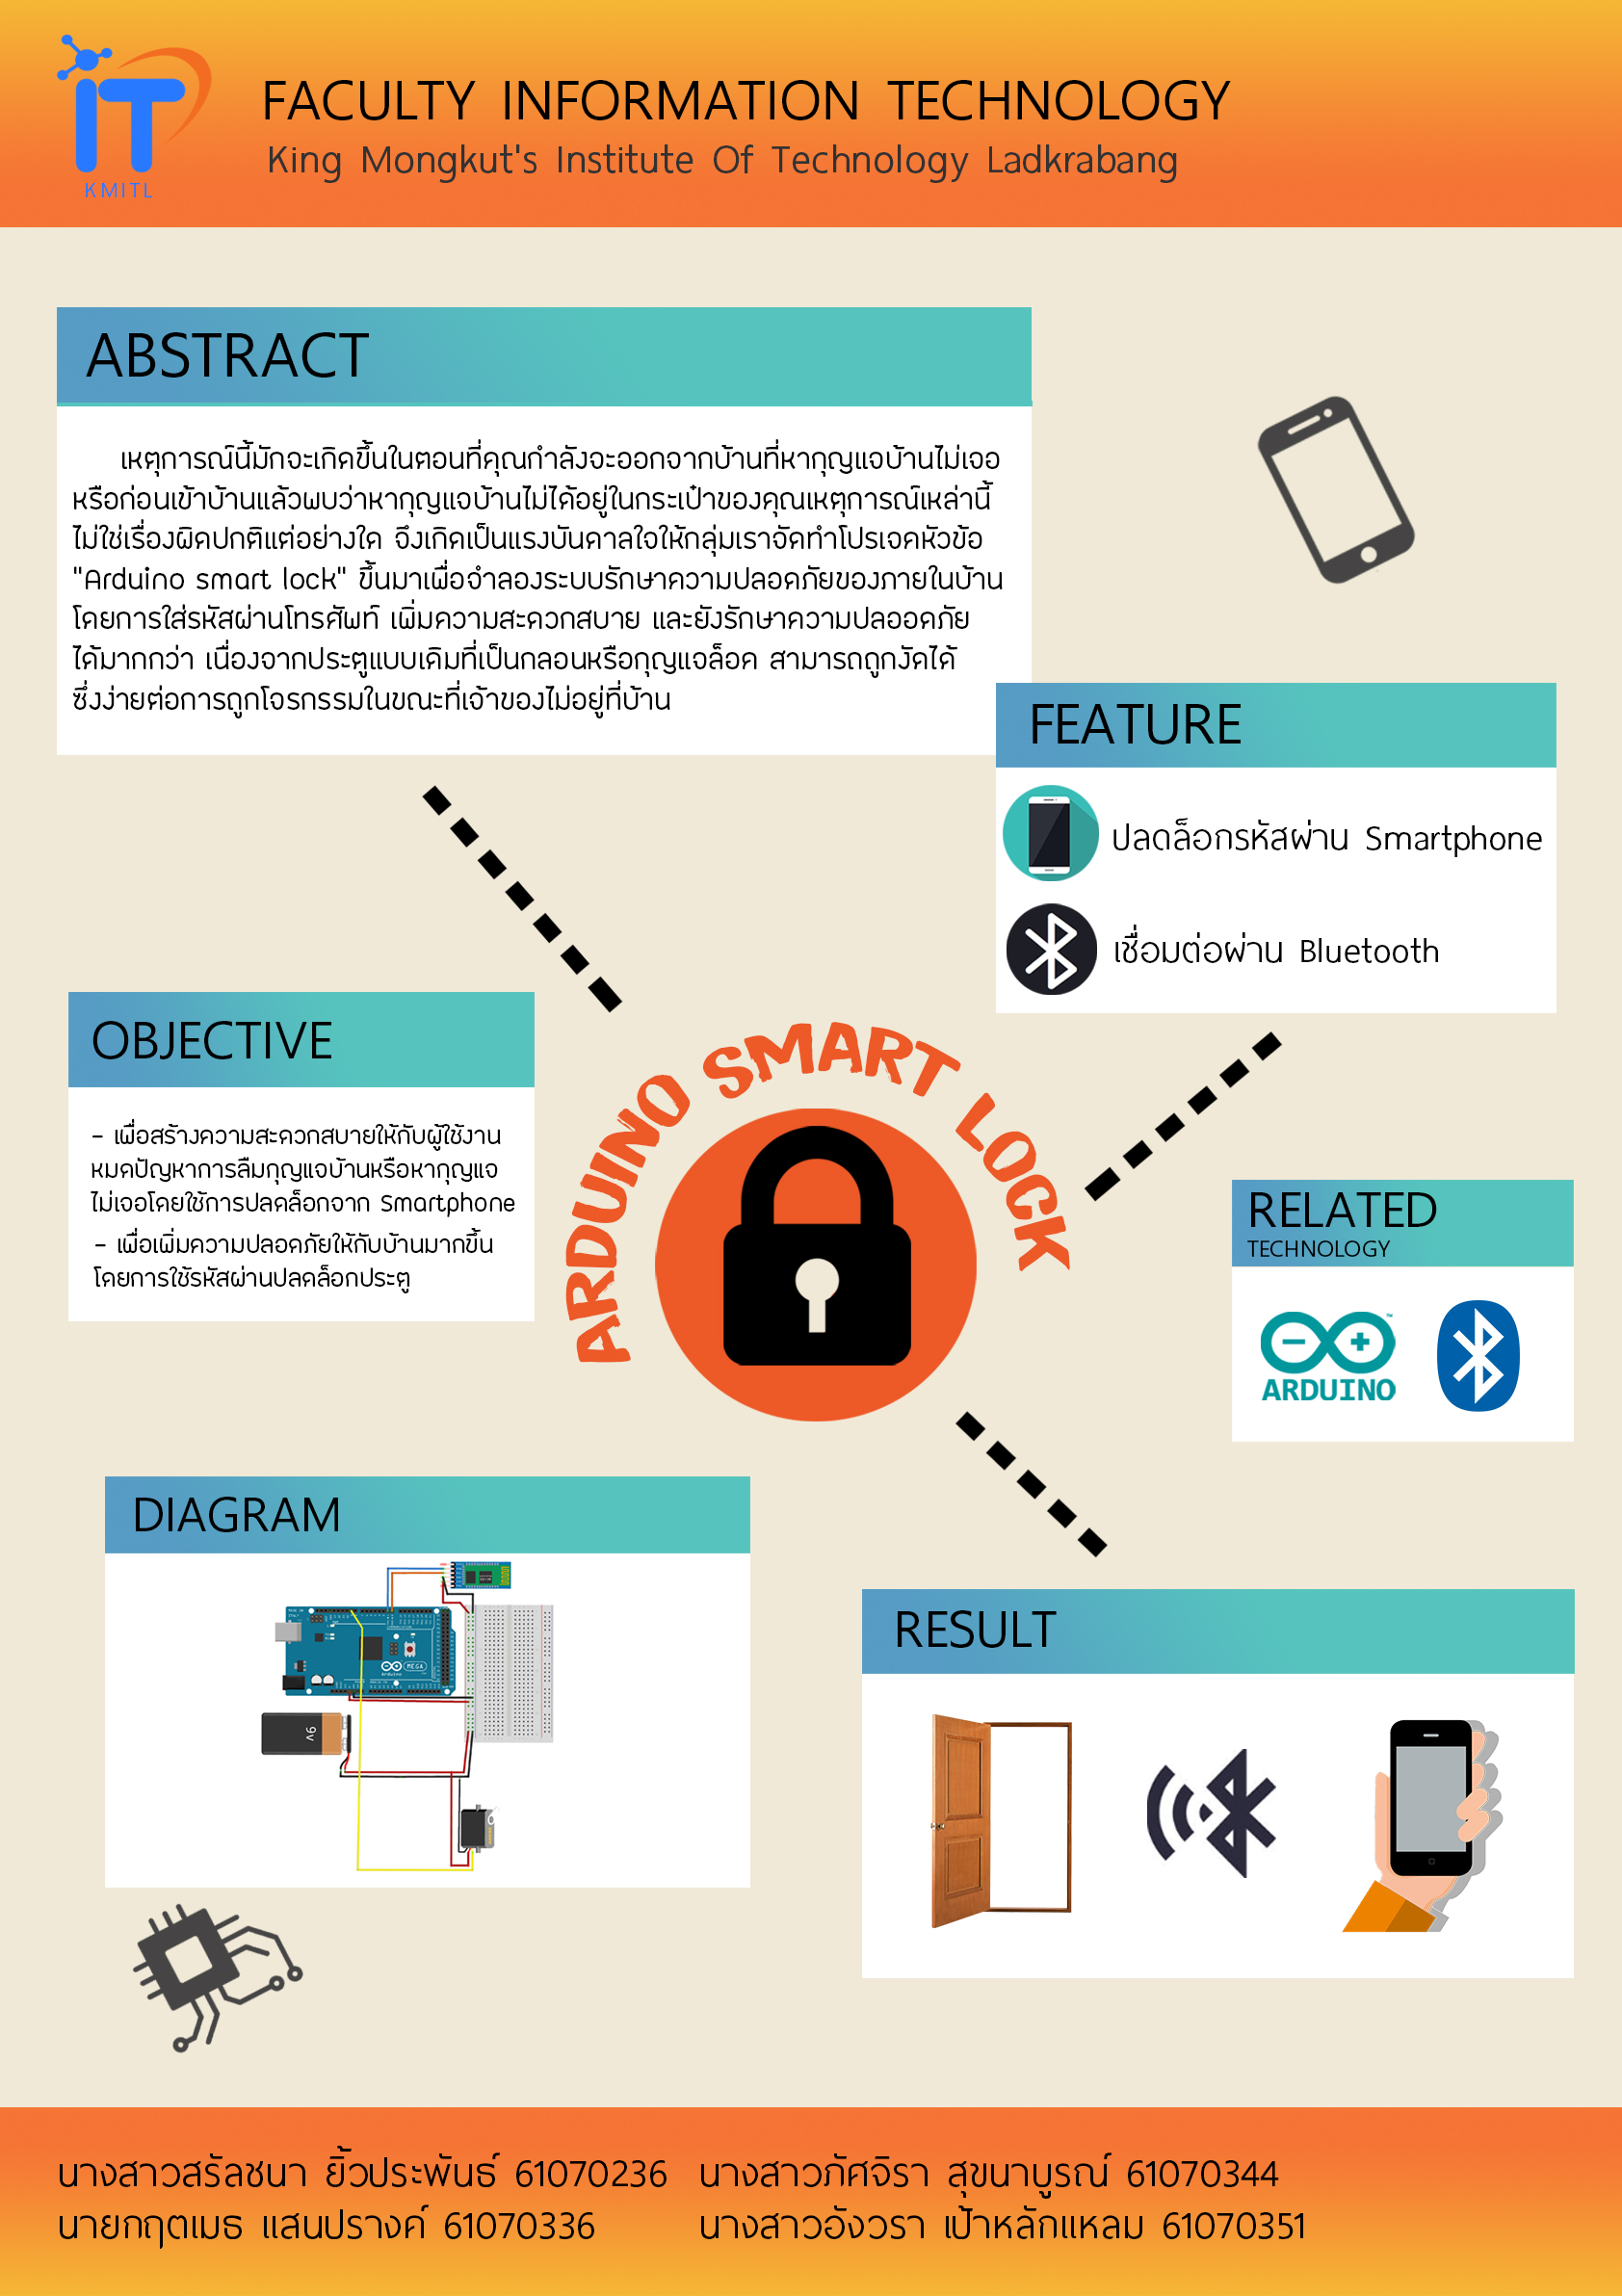 IT
KMITL
FACULTY INFORMATION TECHNOLOGY
King Mongkut's Institute Of Technology Ladkrabang
ABSTRACT
เหตุการณ์นี้มักจะเกิดขึ้นในตอนที่คุณกำลังจะออกจากบ้านที่หากุญแจบ้านไม่เจอ
หรือก่อนเข้าบ้านแล้วพบว่าหากุญแจบ้านไม่ได้อยู่ในกระเป๋าของคุณเหตุการณ์เหล่านี้
ไม่ใช่เรื่องผิดปกติแต่อย่างใด จึงเกิดเป็นแรงบันดาลใจให้กลุ่มเราจัดทำโปรเจคหัวข้อ
"Arduino smart lock" ขึ้นมาเพื่อจำลองระบบรักษาความปลอดภัยของภายในบ้าน
โดยการใส่รหัสผ่านโทรศัพท์ เพิ่มความสะดวกสบาย และยังรักษาความปลออดภัย
ได้มากกว่า เนื่องจากประตูแบบเดิมที่เป็นกลอนหรือกุญแจล็อค สามารถถูกงัดได้
ซึ่งง่ายต่อการถูกโจรกรรมในขณะที่เจ้าของไม่อยู่ที่บ้าน
FEATURE
ปลดล็อกรหัสผ่าน Smartphone
เชื่อมต่อผ่าน Bluetooth
OBJECTIVE
- เพื่อสร้างความสะดวกสบายให้กับผู้ใช้งาน
หมดปัญหาการลืมกุญแจบ้านหรือหากุญแจ
ไม่เจอโดยใช้การปลดล็อกจาก Smartphone
- เพื่อเพิ่มความปลอดภัยให้กับบ้านมากขึ้น
โดยการใช้รหัสผ่านปลดล็อกประตู
ARDUINO SMART LOCK
RELATED
TECHNOLOGY
ARDUINO
DIAGRAM
MEGA
Arduino
9V
RESULT
นางสาวสรัลชนา ยิ้วประพันธ์ 61070236 นางสาวภัศจิรา สุขนาบูรณ์ 61070344
นายกฤตเมธ แสนปรางค์ 61070336 นางสาวอังวรา เป้าหลักแหลม 61070351